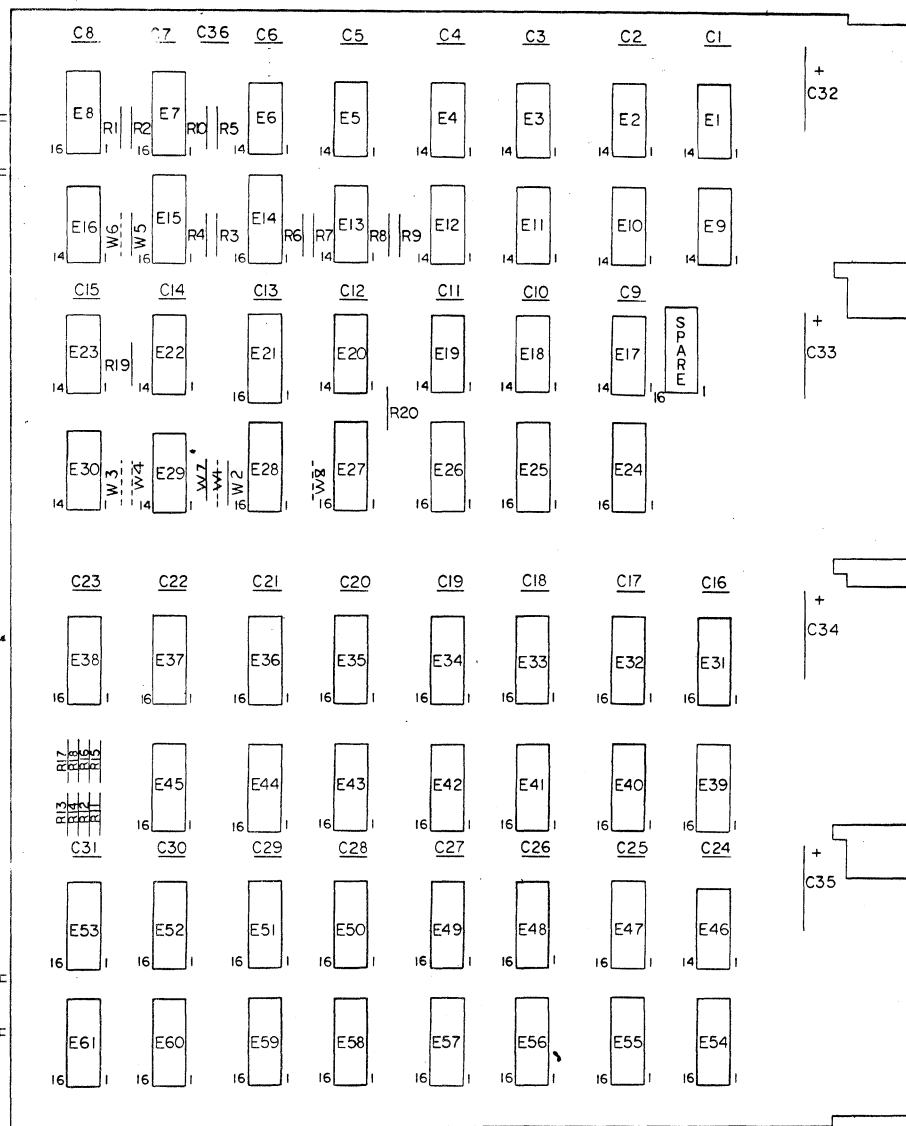 C8 C7 C36 C6 C5 C4 C3 C2 C1
+
C32
E8 R1 R2 E7 R10 R5 E6 E5 E4 E3 E2 E1
16 1 16 1 14 1 14 1 14 1 14 1 14 1 14 1
E16 W6 W5 E15 R4 R3 E14 R6 R7 E13 R8 R9 E12 E11 E10 E9
14 1 16 1 16 1 14 1 14 1 14 1 14 1 14 1
C15 C14 C13 C12 C11 C10 C9
+
C33
E23 R19 E22 E21 E20 E19 E18 E17 SPARE
14 1 14 1 16 1 14 1 14 1 14 1 14 1 16 1
R20
E30 W3 W4 E29 W7 W1 W2 E28 W8 E27 E26 E25 E24
14 1 14 1 16 1 16 1 16 1 16 1 16 1
C23 C22 C21 C20 C19 C18 C17 C16
+
C34
E38 E37 E36 E35 E34 E33 E32 E31
16 1 16 1 16 1 16 1 16 1 16 1 16 1 16 1
R17 R18 R16 R15
E45 E44 E43 E42 E41 E40 E39
R13 R14 R12 R11
16 1 16 1 16 1 16 1 16 1 16 1 16 1
C31 C30 C29 C28 C27 C26 C25 C24
+
C35
E53 E52 E51 E50 E49 E48 E47 E46
16 1 16 1 16 1 16 1 16 1 16 1 16 1 14 1
E61 E60 E59 E58 E57 E56 E55 E54
16 1 16 1 16 1 16 1 16 1 16 1 16 1 16 1